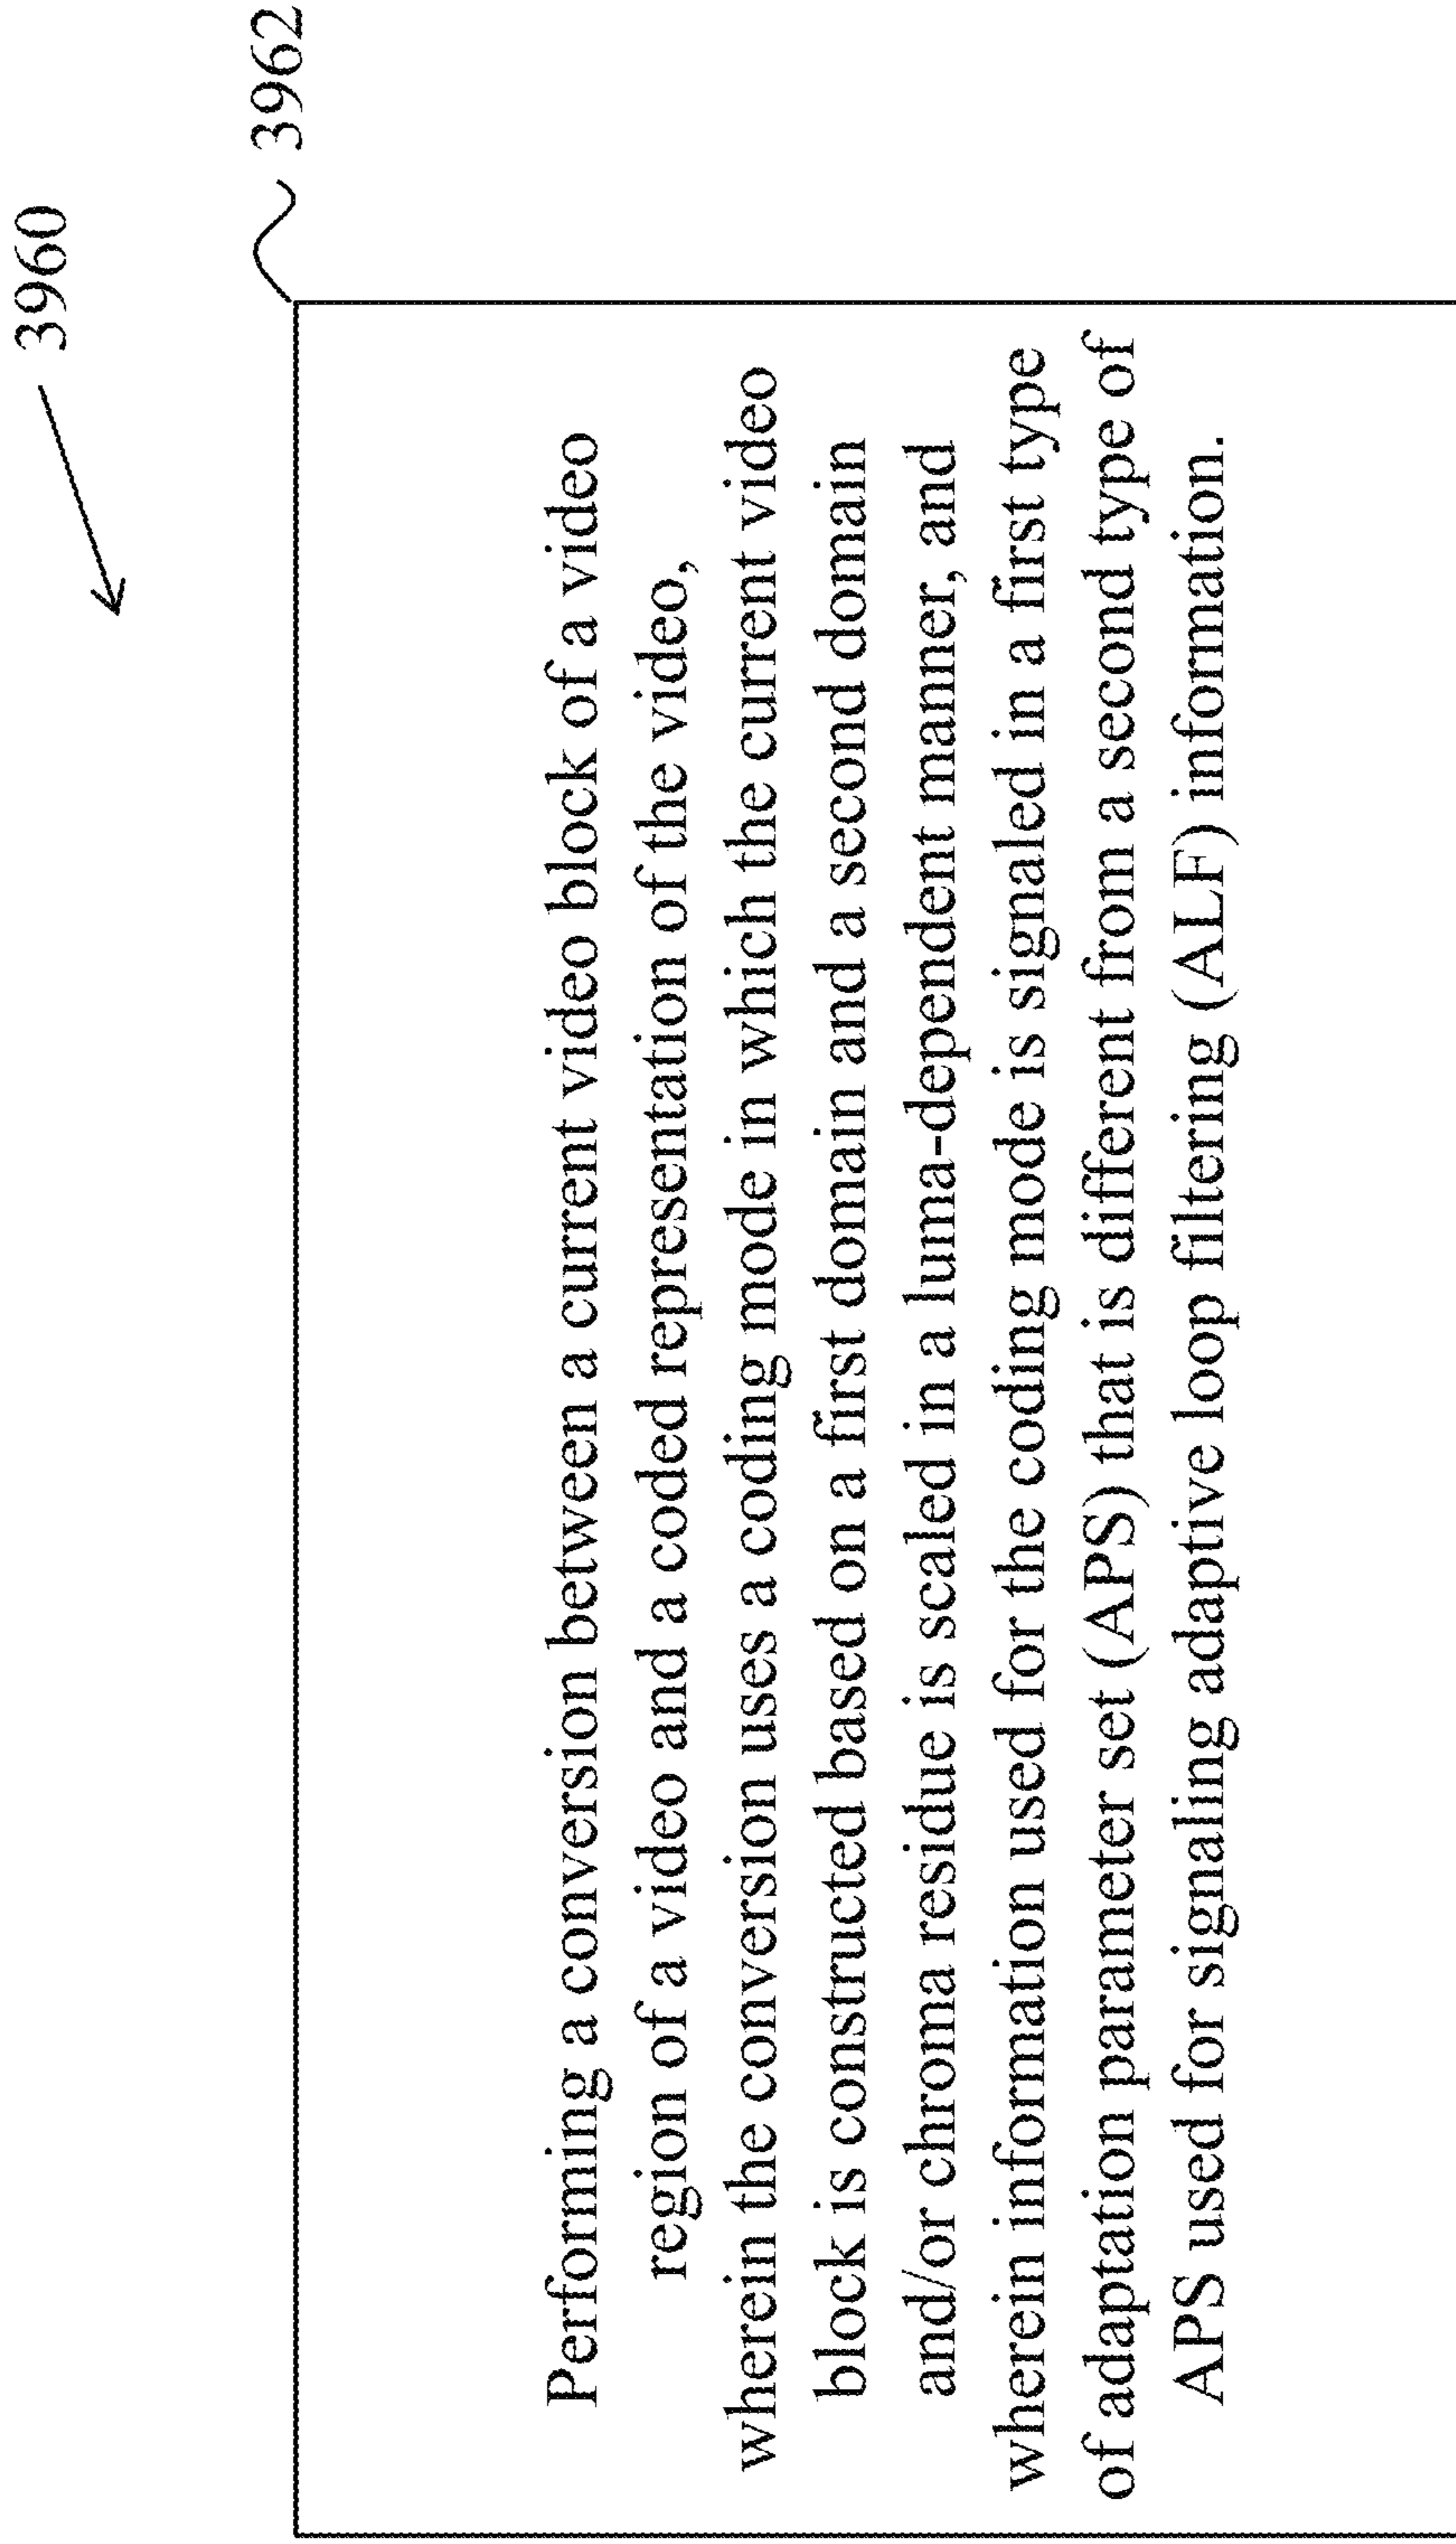 3960
3962
Performing a conversion between a current video block of a video
region of a video and a coded representation of the video,
wherein the conversion uses a coding mode in which the current video
block is constructed based on a first domain and a second domain
and/or chroma residue is scaled in a luma-dependent manner, and
wherein information used for the coding mode is signaled in a first type
of adaptation parameter set (APS) that is different from a second type of
APS used for signaling adaptive loop filtering (ALF) information.